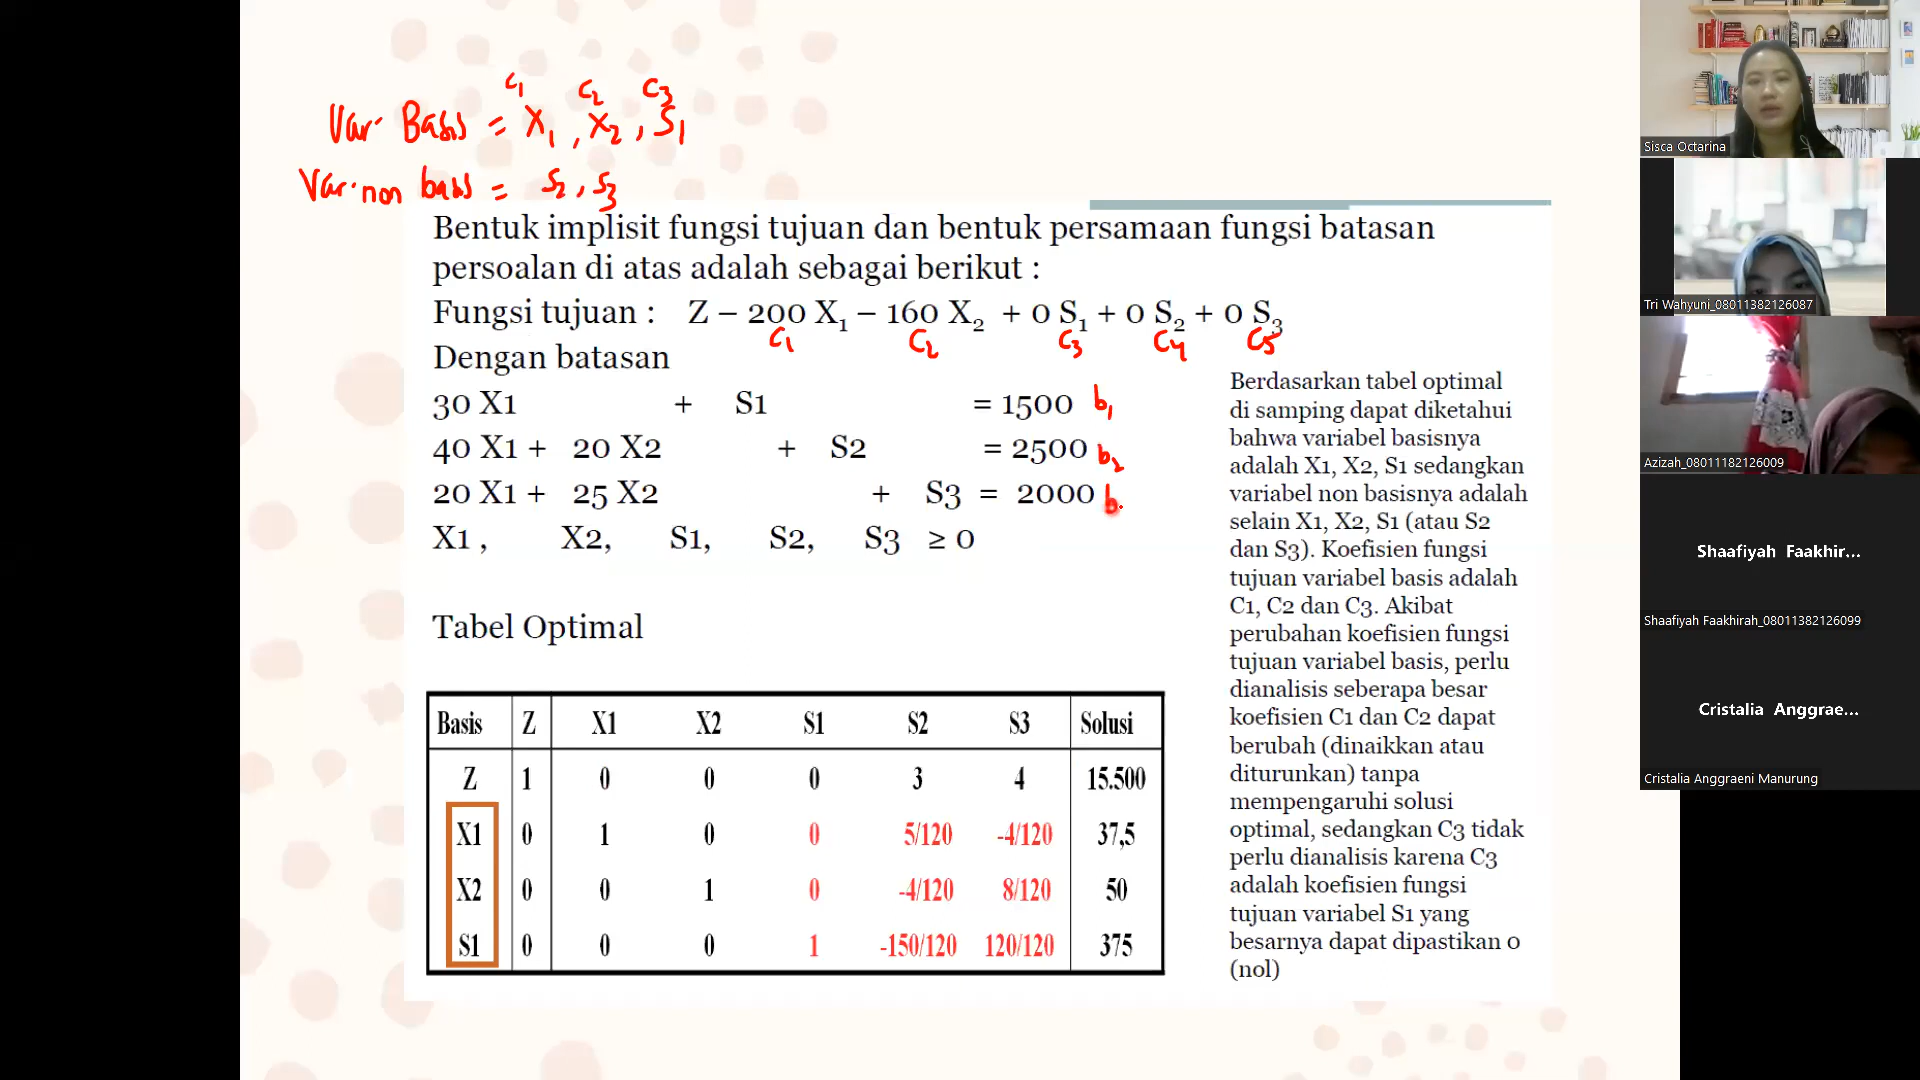 C1 C2 C3
Var. Basis = X1, X2, S1
Var. non basis = S2, S3
Bentuk implisit fungsi tujuan dan bentuk persamaan fungsi batasan
persoalan di atas adalah sebagai berikut :
Fungsi tujuan : Z – 200 X1 – 160 X2 + 0 S1 + 0 S2 + 0 S3
C1 C2 C3 C4 C5
Dengan batasan
30 X1 + S1 = 1500 b1
40 X1 + 20 X2 + S2 = 2500 b2
20 X1 + 25 X2 + S3 = 2000 b
X1 , X2, S1, S2, S3 ≥ 0
Tabel Optimal
Basis Z X1 X2 S1 S2 S3 Solusi
Z 1 0 0 0 3 4 15.500
X1 0 1 0 0 5/120 -4/120 37,5
X2 0 0 1 0 -4/120 8/120 50
S1 0 0 0 1 -150/120 120/120 375
Berdasarkan tabel optimal
di samping dapat diketahui
bahwa variabel basisnya
adalah X1, X2, S1 sedangkan
variabel non basisnya adalah
selain X1, X2, S1 (atau S2
dan S3). Koefisien fungsi
tujuan variabel basis adalah
C1, C2 dan C3. Akibat
perubahan koefisien fungsi
tujuan variabel basis, perlu
dianalisis seberapa besar
koefisien C1 dan C2 dapat
berubah (dinaikkan atau
diturunkan) tanpa
mempengaruhi solusi
optimal, sedangkan C3 tidak
perlu dianalisis karena C3
adalah koefisien fungsi
tujuan variabel S1 yang
besarnya dapat dipastikan 0
(nol)
Sisca Octarina
Tri Wahyuni_08011382126087
Azizah_08011182126009
Shaafiyah Faakhir...
Shaafiyah Faakhirah_08011382126099
Cristalia Anggrae...
Cristalia Anggraeni Manurung